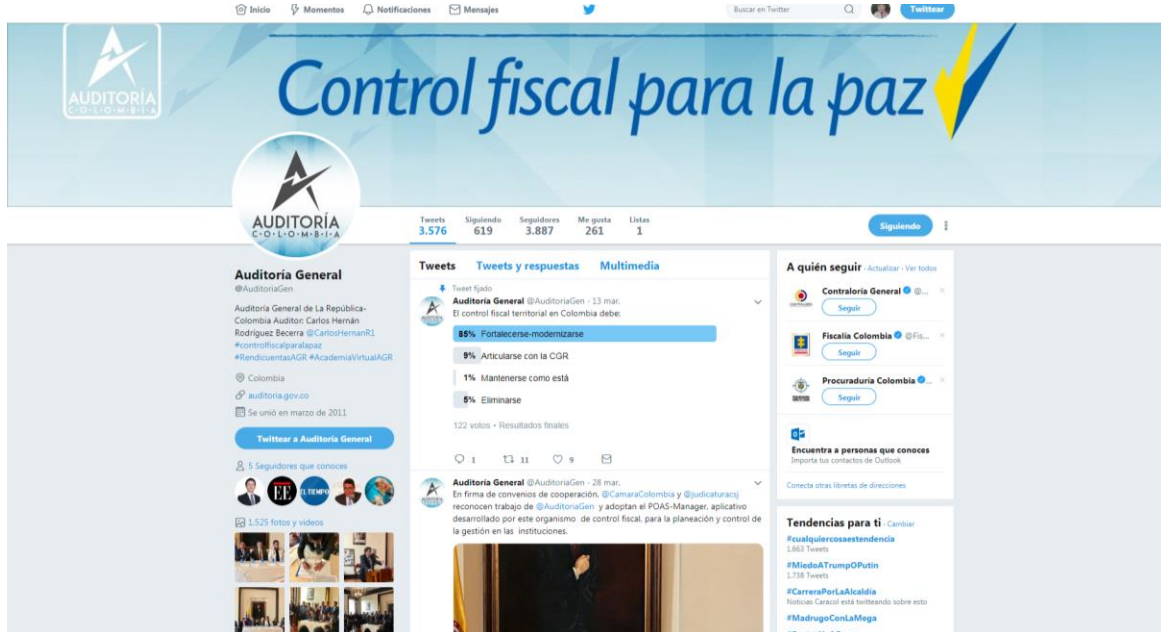 Inicio
Momentos
Notificaciones
Mensajes
Buscar en Twitter
Twittear
AUDITORÍA
C·O·L·O·M·B·I·A
Control fiscal para la paz
AUDITORÍA
C·O·L·O·M·B·I·A
Tweets
3.576
Siguiendo
619
Seguidores
3.887
Me gusta
261
Listas
1
Siguiendo
Auditoría General
@AuditoriaGen
Auditoría General de La República-
Colombia Auditor: Carlos Hernán
Rodríguez Becerra @CarlosHernanR1
#controlfiscalparalapaz
#RendicuentasAGR #AcademiaVirtualAGR
Colombia
auditoria.gov.co
Se unió en marzo de 2011
Twittear a Auditoría General
5 Seguidores que conoces
EE
EL TIEMPO
1.525 fotos y videos
Tweets Tweets y respuestas Multimedia
Tweet fijado
Auditoría General @AuditoriaGen · 13 mar.
El control fiscal territorial en Colombia debe:
85% Fortalecerse-modernizarse
9% Articularse con la CGR
1% Mantenerse como está
5% Eliminarse
122 votos • Resultados finales
1 11 9
Auditoría General @AuditoriaGen · 28 mar.
En firma de convenios de cooperación, @CamaraColombia y @judicaturacsj
reconocen trabajo de @AuditoriaGen y adoptan el POAS-Manager, aplicativo
desarrollado por este organismo de control fiscal, para la planeación y control de
la gestión en las instituciones.
A quién seguir · Actualizar · Ver todos
Contraloría General @...
Seguir
Fiscalía Colombia @Fis...
Seguir
Procuraduría Colombia ...
Seguir
Encuentra a personas que conoces
Importa tus contactos de Outlook
Conecta otras libretas de direcciones
Tendencias para ti · Cambiar
#cualquiercosaestendencia
1.663 Tweets
#MiedoATrumpOPutin
1.738 Tweets
#CarreraPorLaAlcaldía
Noticias Caracol está twitteando sobre esto
#MadrugoConLaMega